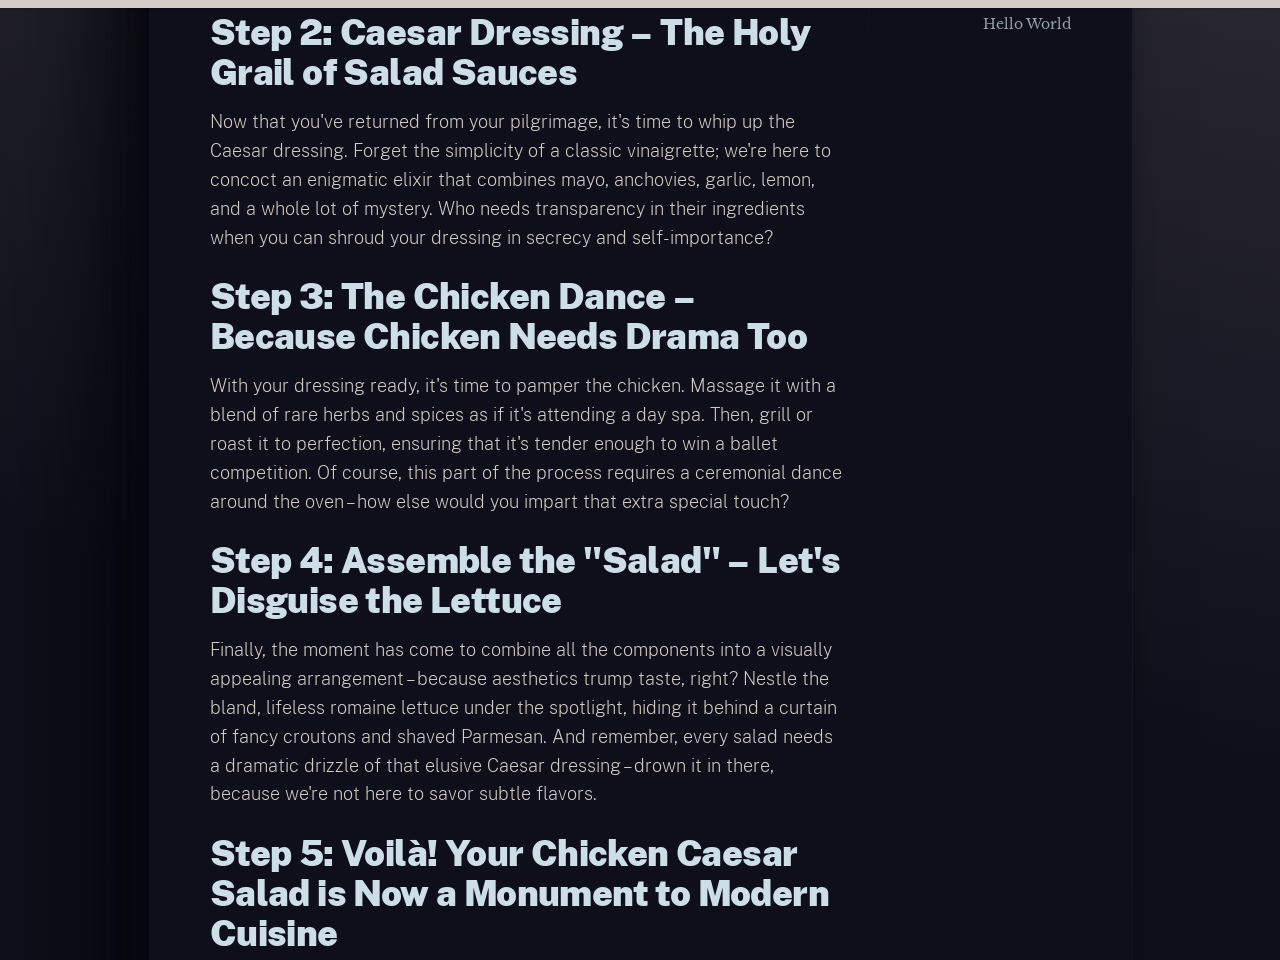 Step 2: Caesar Dressing – The Holy
Grail of Salad Sauces
Now that you've returned from your pilgrimage, it's time to whip up the
Caesar dressing. Forget the simplicity of a classic vinaigrette; we're here to
concoct an enigmatic elixir that combines mayo, anchovies, garlic, lemon,
and a whole lot of mystery. Who needs transparency in their ingredients
when you can shroud your dressing in secrecy and self-importance?
Step 3: The Chicken Dance –
Because Chicken Needs Drama Too
With your dressing ready, it's time to pamper the chicken. Massage it with a
blend of rare herbs and spices as if it's attending a day spa. Then, grill or
roast it to perfection, ensuring that it's tender enough to win a ballet
competition. Of course, this part of the process requires a ceremonial dance
around the oven–how else would you impart that extra special touch?
Step 4: Assemble the "Salad" – Let's
Disguise the Lettuce
Finally, the moment has come to combine all the components into a visually
appealing arrangement–because aesthetics trump taste, right? Nestle the
bland, lifeless romaine lettuce under the spotlight, hiding it behind a curtain
of fancy croutons and shaved Parmesan. And remember, every salad needs
a dramatic drizzle of that elusive Caesar dressing–drown it in there,
because we're not here to savor subtle flavors.
Step 5: Voilà! Your Chicken Caesar
Salad is Now a Monument to Modern
Cuisine
Hello World